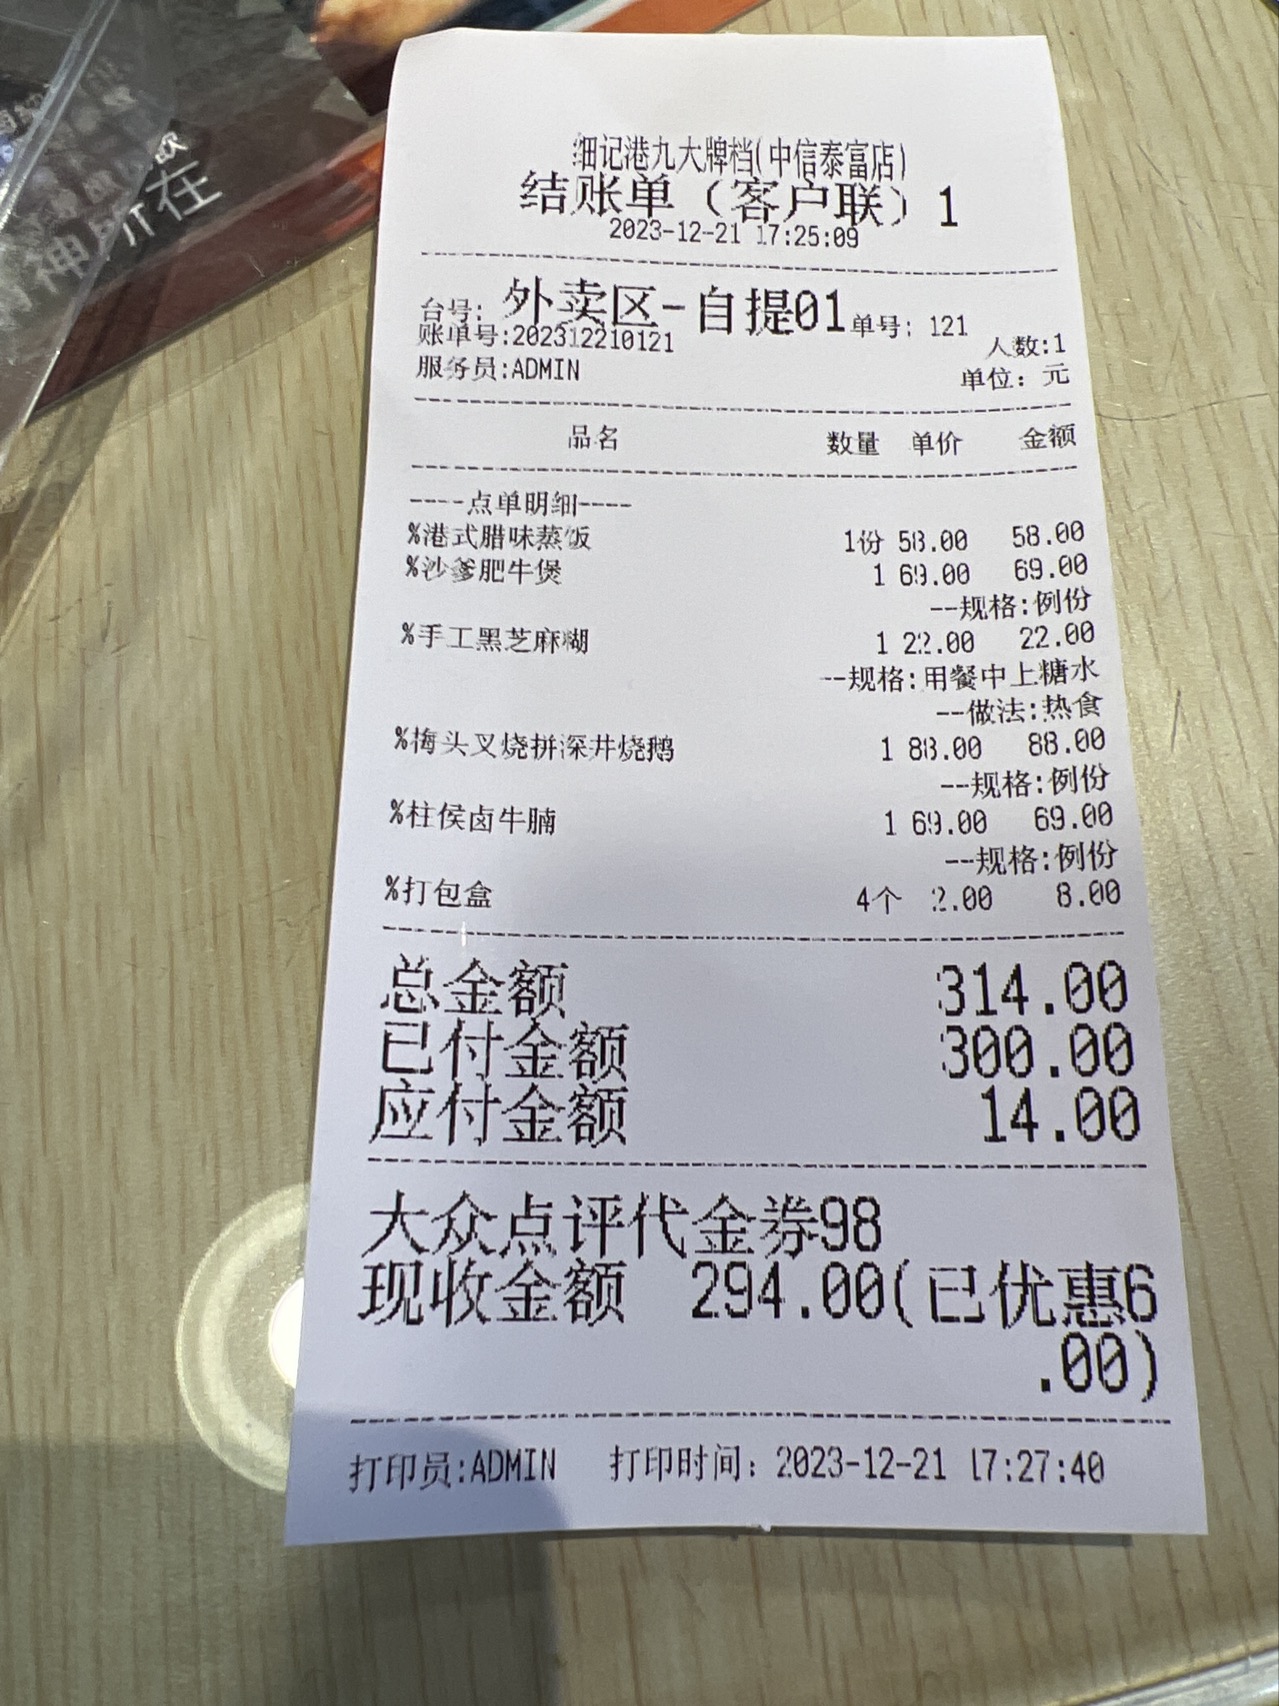 神所在
细记港九大牌档(中信泰富店)
结账单（客户联）1
2023-12-21 17:25:09
台号: 外卖区-自提01 单号: 121
账单号:202312210121 人数:1
服务员:ADMIN 单位: 元
品名 数量 单价 金额
----点单明细----
%港式腊味蒸饭 1份 58.00 58.00
%沙爹肥牛煲 1 69.00 69.00
--规格:例份
%手工黑芝麻糊 1 22.00 22.00
--规格:用餐中上糖水
--做法:热食
%梅头叉烧拼深井烧鹅 1 88.00 88.00
--规格:例份
%柱侯卤牛腩 1 69.00 69.00
--规格:例份
%打包盒 4个 2.00 8.00
总金额 314.00
已付金额 300.00
应付金额 14.00
大众点评代金券98
现收金额 294.00(已优惠6
.00)
打印员:ADMIN 打印时间: 2023-12-21 17:27:40